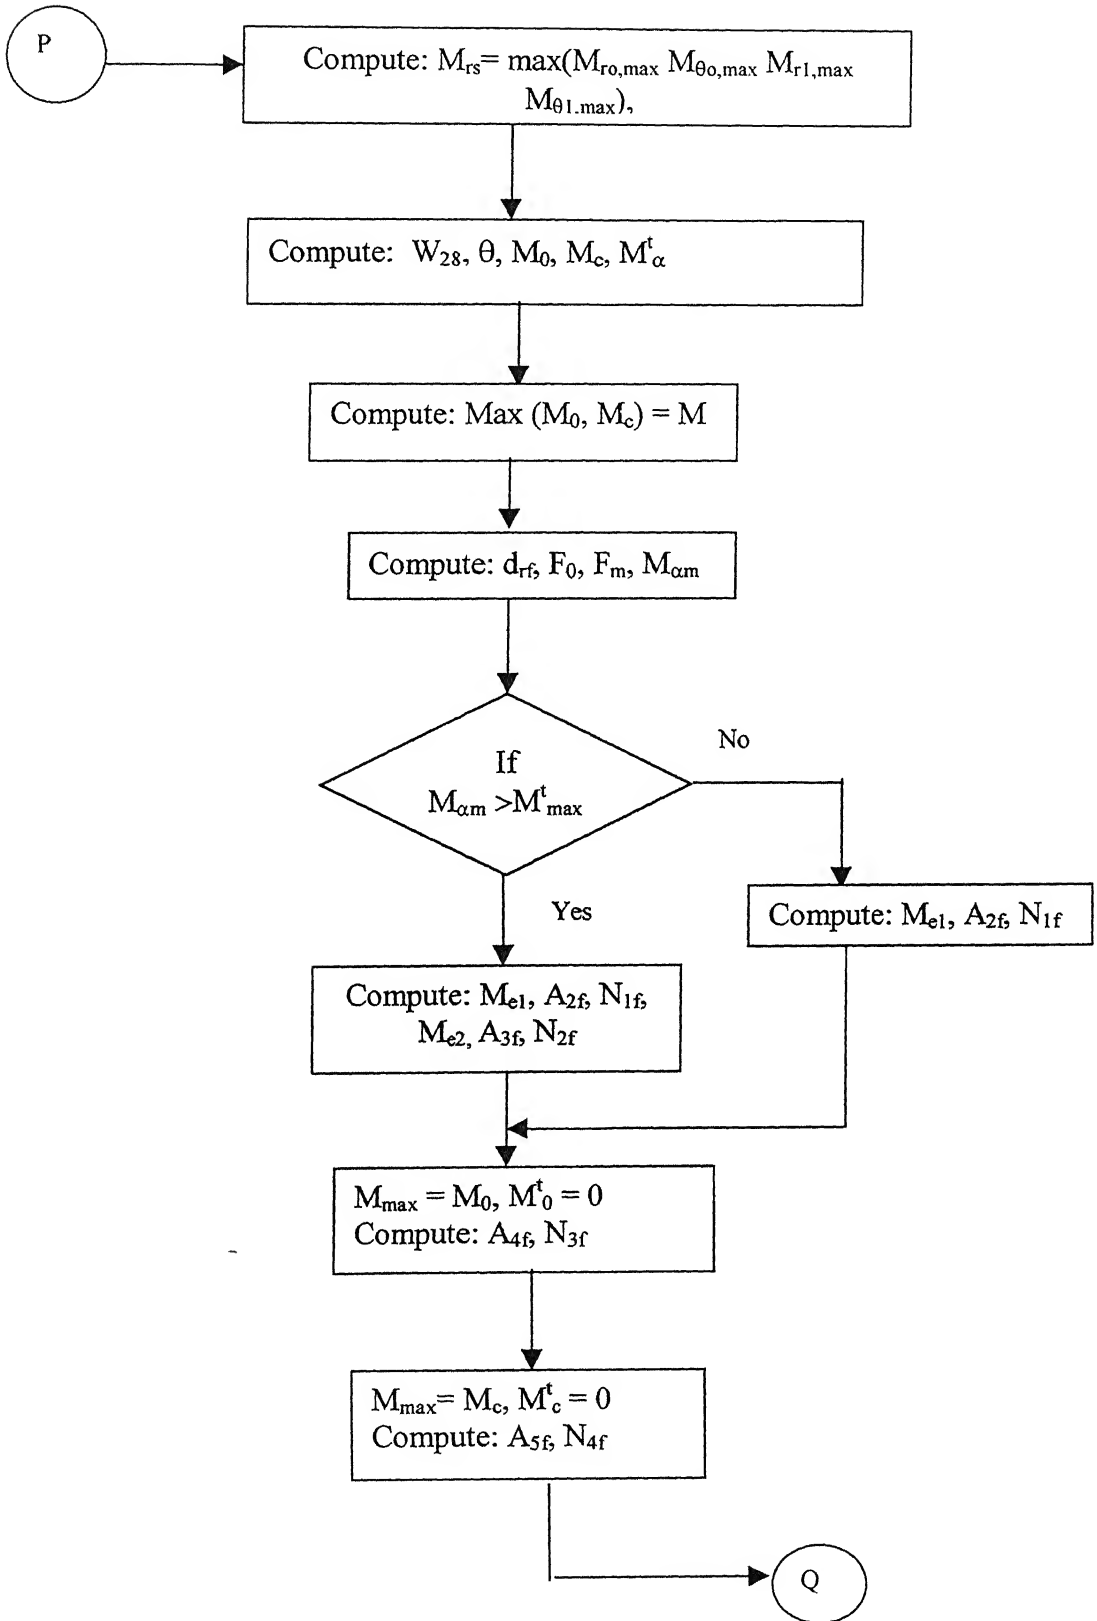 P
Compute: Mrs= max(Mro,max Mθo,max Mr1,max
Mθ1.max),
Compute: W28, θ, M0, Mc, Mtα
Compute: Max (M0, Mc) = M
Compute: drf, F0, Fm, Mαm
If
Mαm >Mtmax
No
Yes
Compute: Me1, A2f, N1f
Compute: Me1, A2f, N1f,
Me2, A3f, N2f
Mmax = M0, Mt0 = 0
Compute: A4f, N3f
Mmax= Mc, Mtc = 0
Compute: A5f, N4f
Q